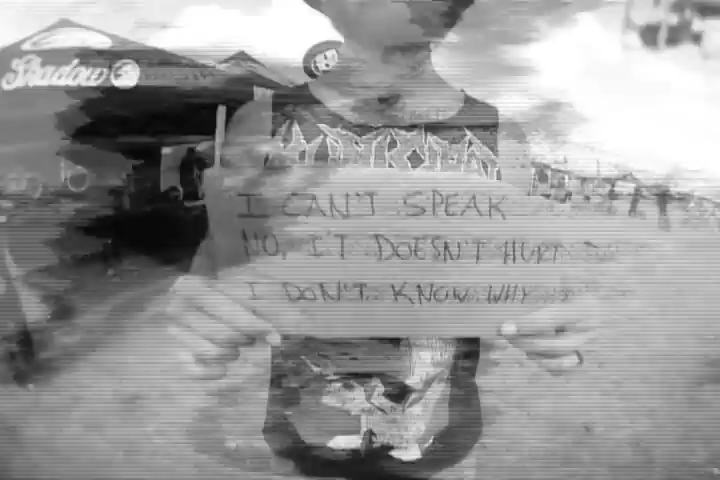 Shadow
I CAN'T SPEAK
NO, IT DOESN'T HURT
I DON'T KNOW WHY